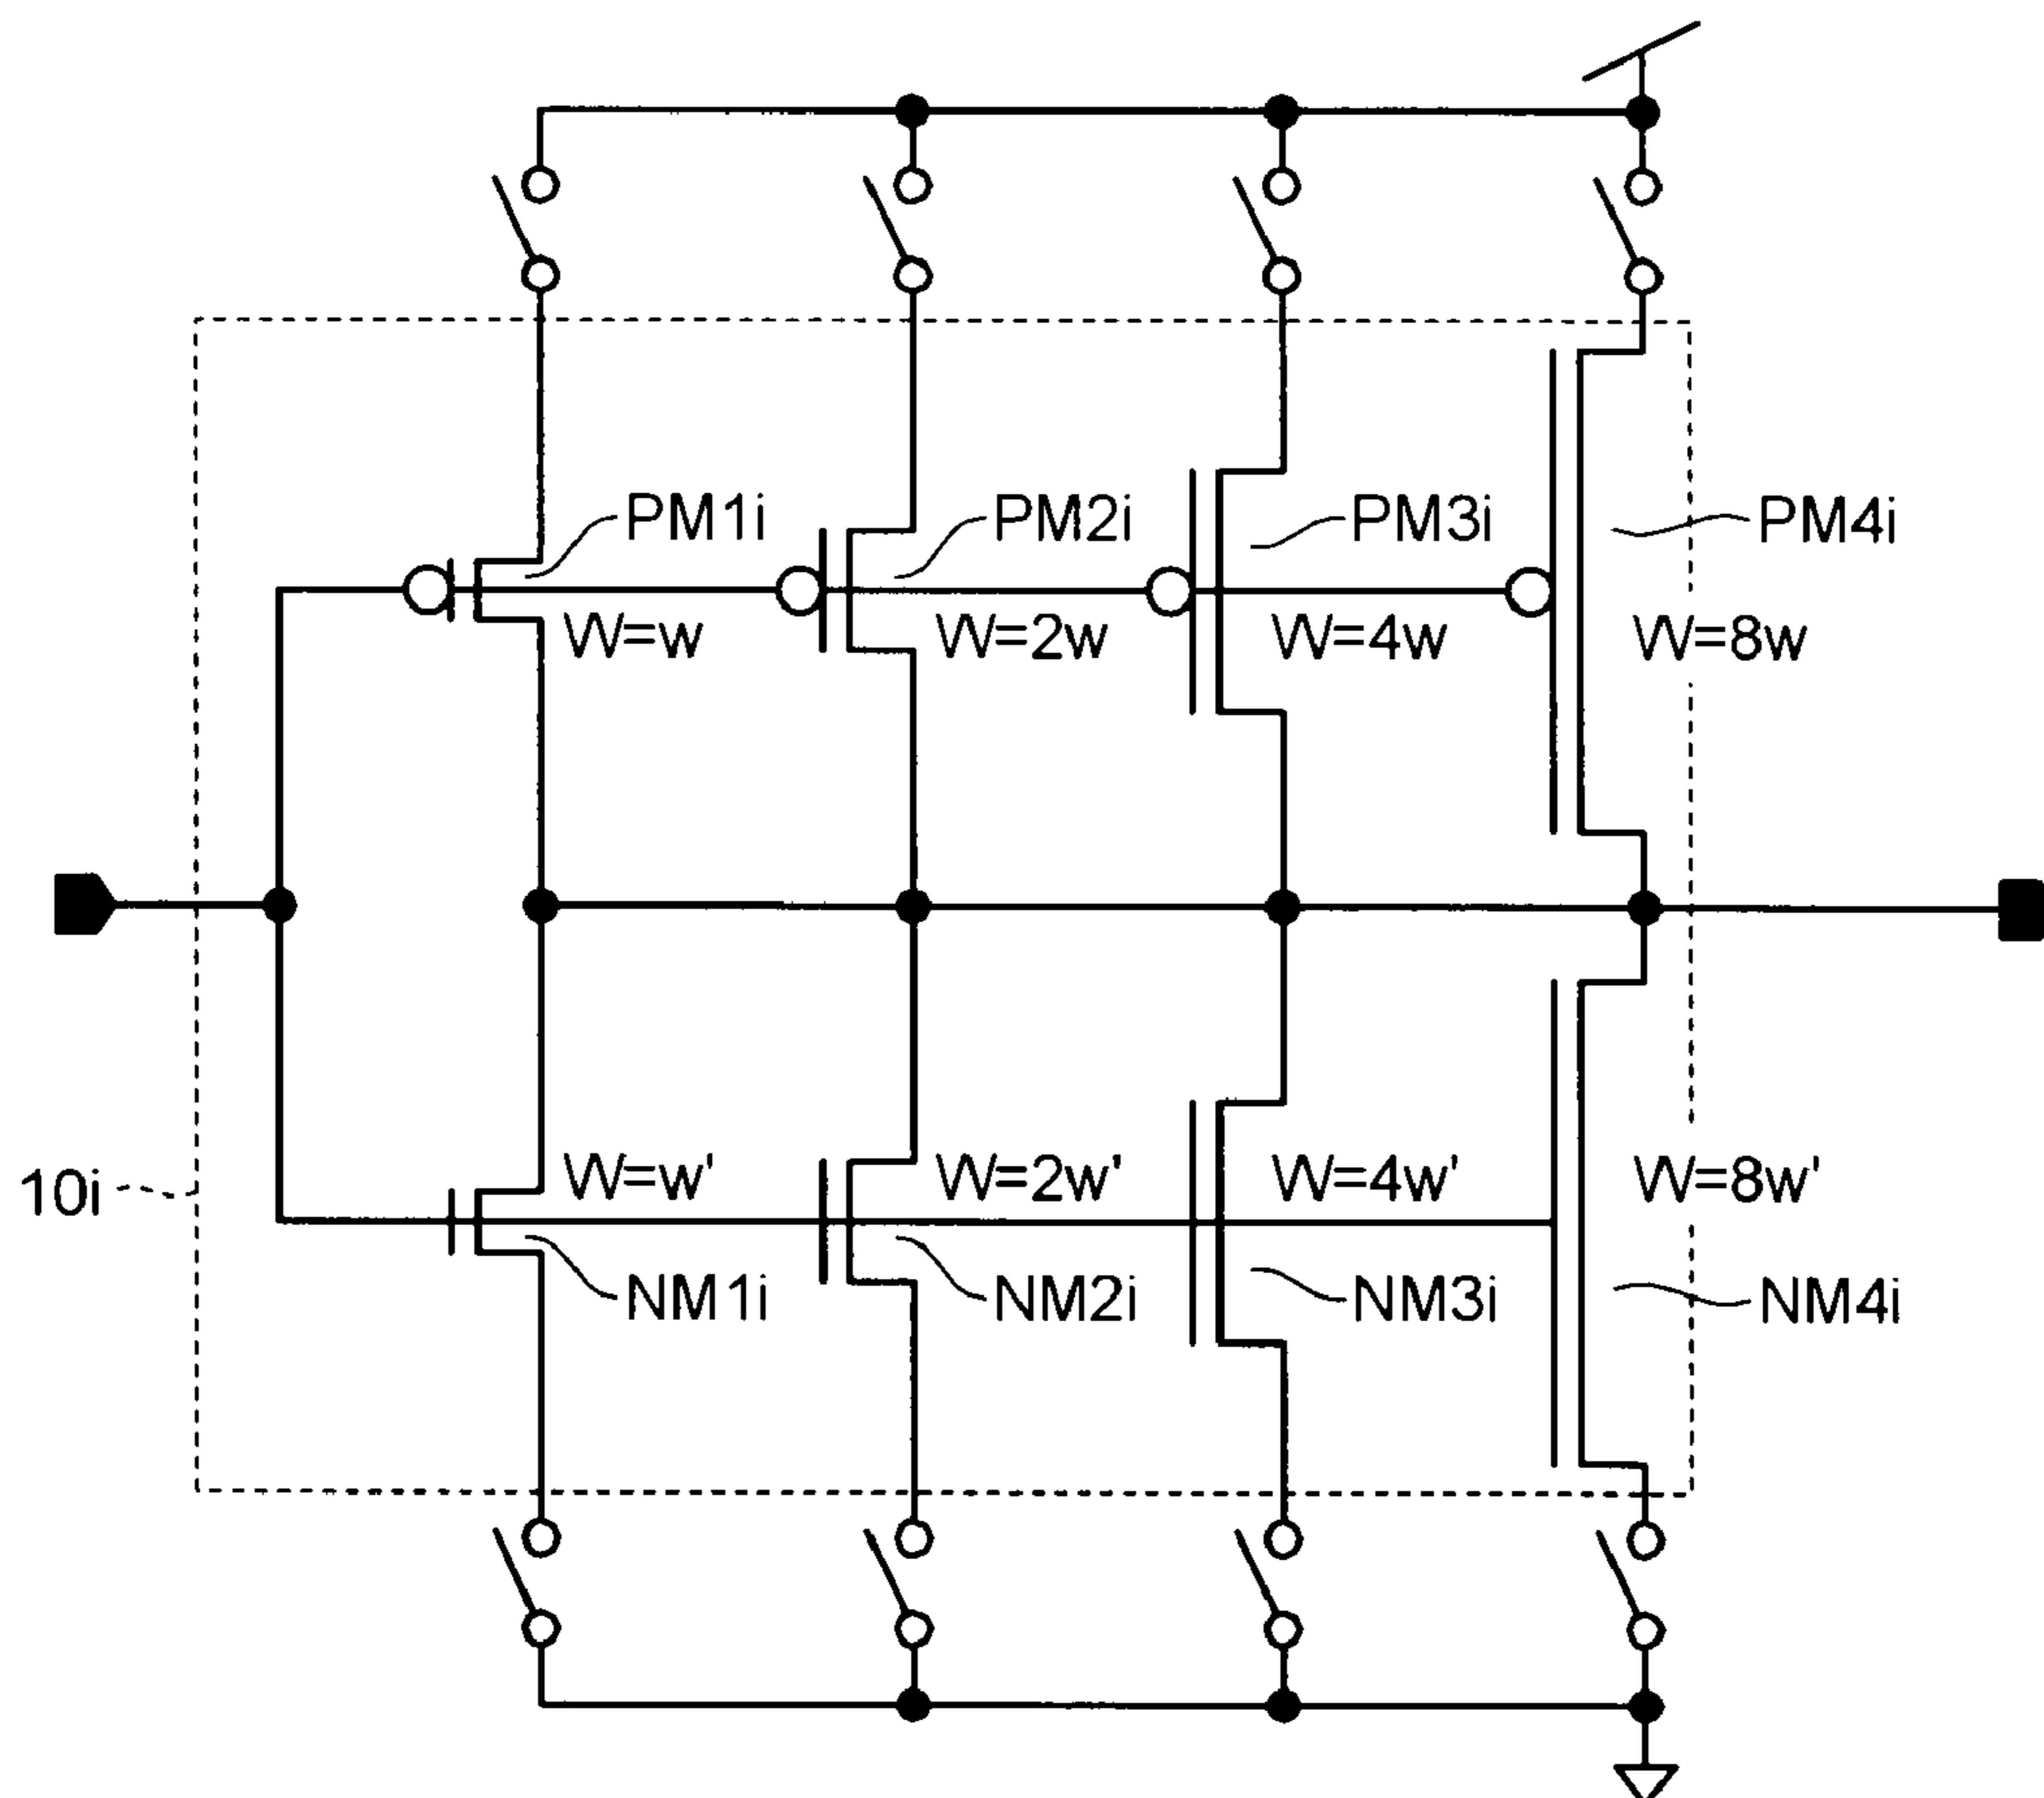 PM1i PM2i PM3i PM4i
W=w W=2w W=4w W=8w
10i W=w' W=2w' W=4w' W=8w'
NM1i NM2i NM3i NM4i